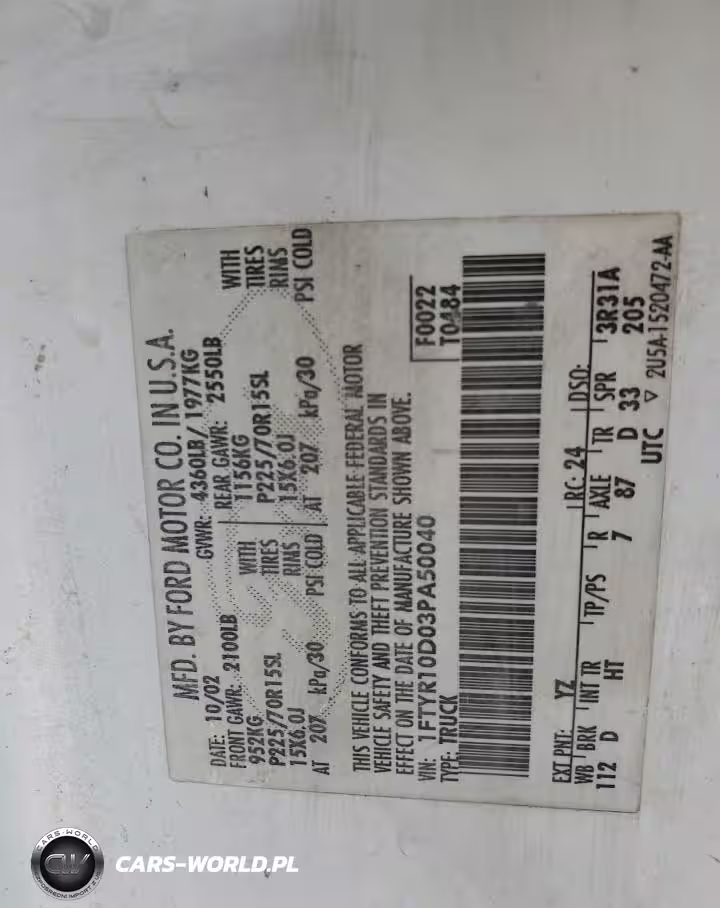 MFD. BY FORD MOTOR CO. IN U.S.A.
DATE: 10/02 GVWR: 4360LB/ 1977KG
FRONT GAWR: 2100LB REAR GAWR: 2550LB
952KG WITH 1156KG WITH
P225/70R15SL TIRES P225/70R15SL TIRES
15X6.0J RIMS 15X6.0J RIMS
AT 207 kPa/30 PSI COLD AT 207 kPa/30 PSI COLD
THIS VEHICLE CONFORMS TO ALL APPLICABLE FEDERAL MOTOR
VEHICLE SAFETY AND THEFT PREVENTION STANDARDS IN
EFFECT ON THE DATE OF MANUFACTURE SHOWN ABOVE.
VIN: 1FTYR10D03PA50040 F0022
TYPE: TRUCK T0484
EXT PNT: YZ RC: 24 DSO:
WB BRK INT TR TP/PS R AXLE TR SPR 3R31A
112 D HT 7 87 D 33 205
UTC ▽ 2U5A-1520472-AA
CARS-WORLD
CW
CARS-WORLD.PL